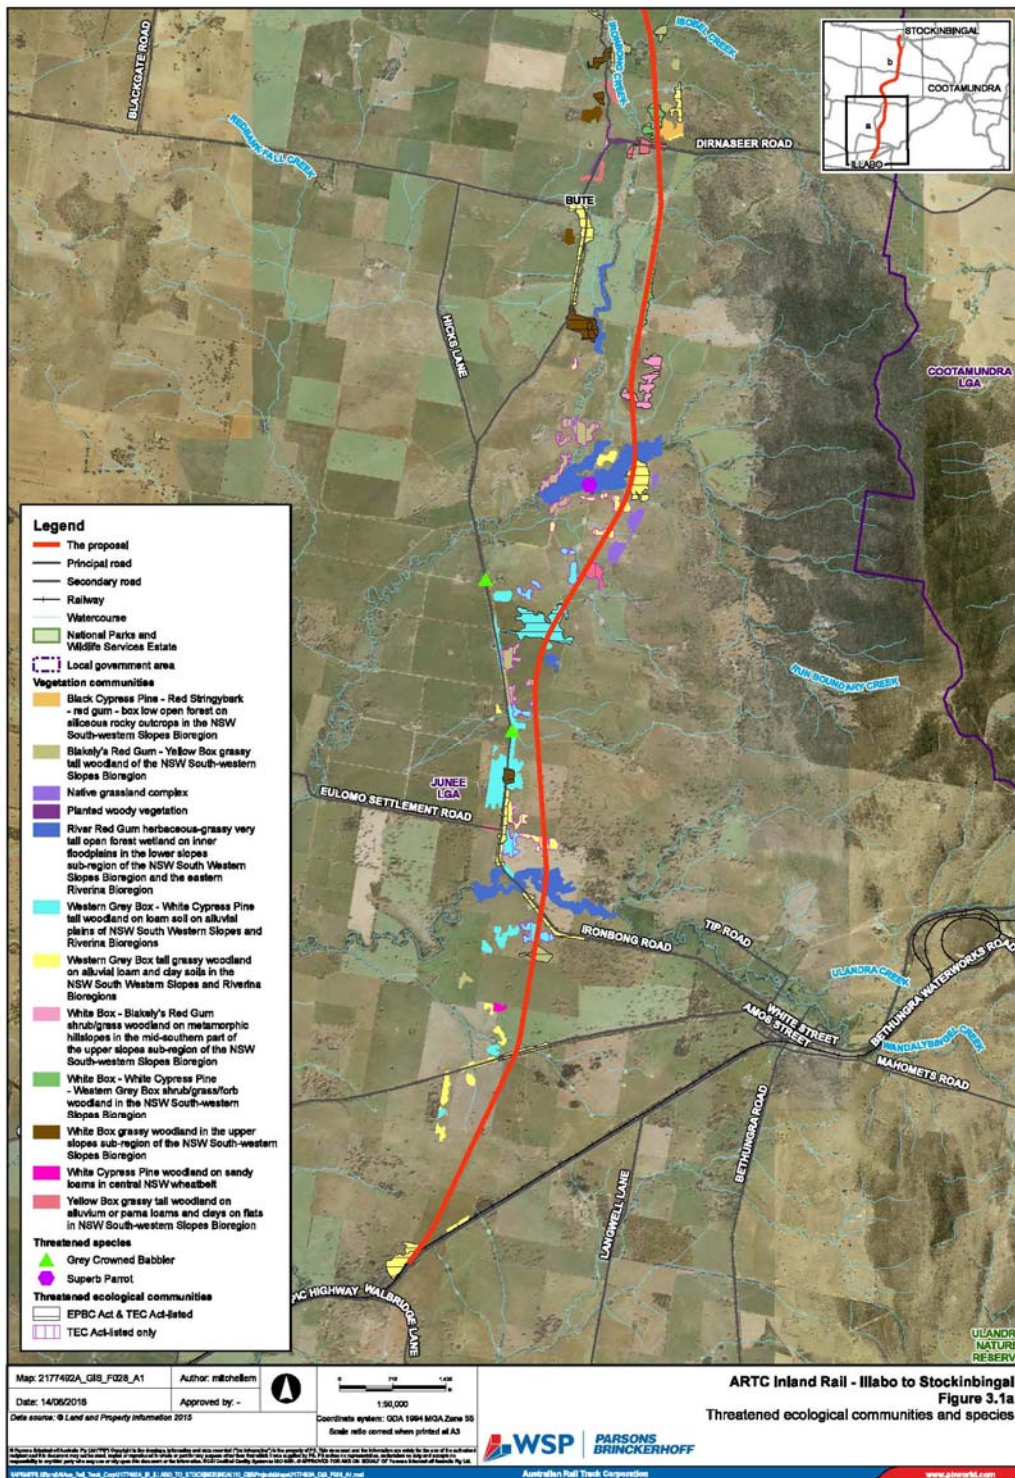 BLACKGATE ROAD
ISOBEL CREEK
IRONBONG CREEK
REDBANK TALL CREEK
DIRNASEER ROAD
BUTE
HICKS LANE
STOCKINBINGAL
b
COOTAMUNDRA
a
ILLABO
COOTAMUNDRA
LGA
RUN BOUNDARY CREEK
JUNEE
LGA
EULOMO SETTLEMENT ROAD
IRONBONG ROAD
TIP ROAD
ULANDRA CREEK
BETHUNGRA WATERWORKS ROAD
WHITE STREET
AMOS STREET
WANDALYBINGAL CREEK
MAHOMETS ROAD
BETHUNGRA ROAD
LANGWELL LANE
PIC HIGHWAY
WALBRIDGE LANE
ULANDR
NATURE
RESERV
Legend
The proposal
Principal road
Secondary road
Railway
Watercourse
National Parks and
Wildlife Services Estate
Local government area
Vegetation communities
Black Cypress Pine - Red Stringybark
- red gum - box low open forest on
siliceous rocky outcrops in the NSW
South-western Slopes Bioregion
Blakely's Red Gum - Yellow Box grassy
tall woodland of the NSW South-western
Slopes Bioregion
Native grassland complex
Planted woody vegetation
River Red Gum herbaceous-grassy very
tall open forest wetland on inner
floodplains in the lower slopes
sub-region of the NSW South Western
Slopes Bioregion and the eastern
Riverina Bioregion
Western Grey Box - White Cypress Pine
tall woodland on loam soil on alluvial
plains of NSW South Western Slopes and
Riverina Bioregions
Western Grey Box tall grassy woodland
on alluvial loam and clay soils in the
NSW South Western Slopes and Riverina
Bioregions
White Box - Blakely's Red Gum
shrub/grass woodland on metamorphic
hillslopes in the mid-southern part of
the upper slopes sub-region of the NSW
South-western Slopes Bioregion
White Box - White Cypress Pine
- Western Grey Box shrub/grass/forb
woodland in the NSW South-western
Slopes Bioregion
White Box grassy woodland in the upper
slopes sub-region of the NSW South-western
Slopes Bioregion
White Cypress Pine woodland on sandy
loams in central NSW wheatbelt
Yellow Box grassy tall woodland on
alluvium or parna loams and clays on flats
in NSW South-western Slopes Bioregion
Threatened species
Grey Crowned Babbler
Superb Parrot
Threatened ecological communities
EPBC Act & TEC Act-listed
TEC Act-listed only
Map: 2177492A_GIS_F028_A1
Author: mitchellem
Date: 14/06/2016
Approved by: -
Data source: © Land and Property Information 2015
1:50,000
Coordinate system: GDA 1994 MGA Zone 55
Scale ratio correct when printed at A3
WSP PARSONS BRINCKERHOFF
ARTC Inland Rail - Illabo to Stockinbingal
Figure 3.1a
Threatened ecological communities and species
Australian Rail Track Corporation
www.pbworld.com